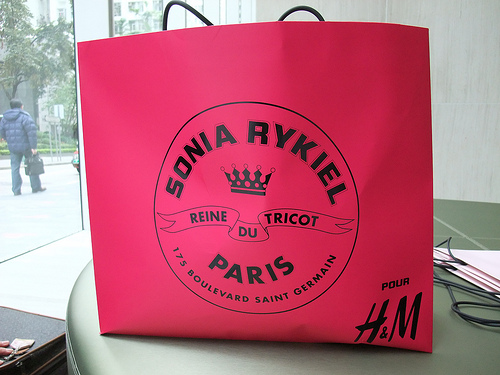 SONIA RYKIEL
REINE DU TRICOT
PARIS
175 BOULEVARD SAINT GERMAIN
POUR
H&M